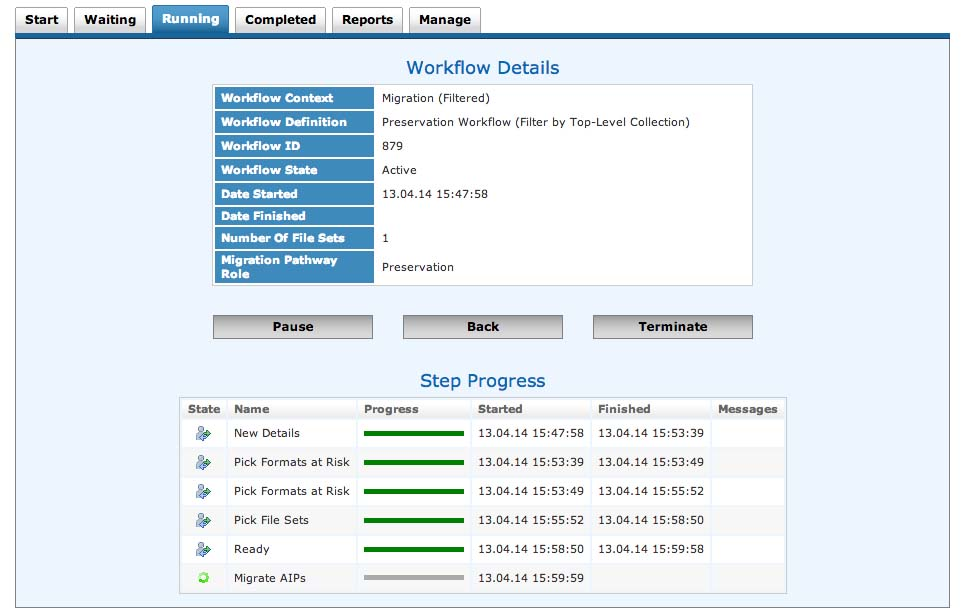 Start Waiting Running Completed Reports Manage
Workflow Details
Workflow Context Migration (Filtered)
Workflow Definition Preservation Workflow (Filter by Top-Level Collection)
Workflow ID 879
Workflow State Active
Date Started 13.04.14 15:47:58
Date Finished
Number Of File Sets 1
Migration Pathway
Role Preservation
Pause Back Terminate
Step Progress
State Name Progress Started Finished Messages
New Details 13.04.14 15:47:58 13.04.14 15:53:39
Pick Formats at Risk 13.04.14 15:53:39 13.04.14 15:53:49
Pick Formats at Risk 13.04.14 15:53:49 13.04.14 15:55:52
Pick File Sets 13.04.14 15:55:52 13.04.14 15:58:50
Ready 13.04.14 15:58:50 13.04.14 15:59:58
Migrate AIPs 13.04.14 15:59:59